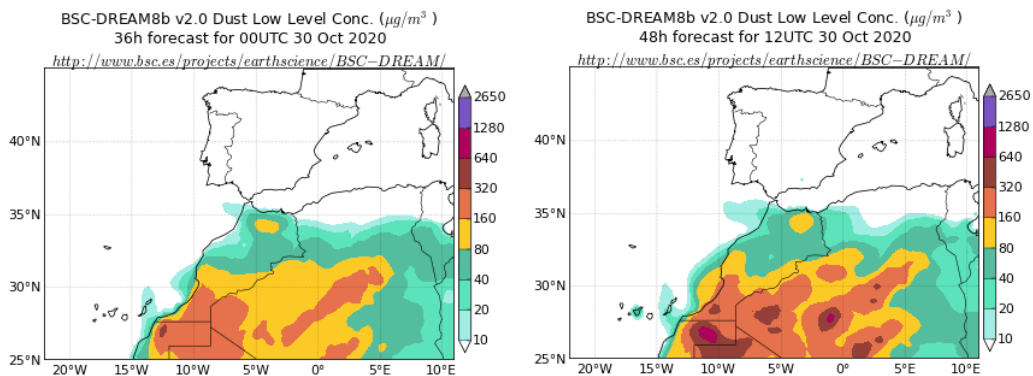 BSC-DREAM8b v2.0 Dust Low Level Conc. (μg/m³ )
36h forecast for 00UTC 30 Oct 2020
http://www.bsc.es/projects/earthscience/BSC−DREAM/
40°N
35°N
30°N
25°N
20°W
15°W
10°W
5°W
0°
5°E
10°E
2650
1280
640
320
160
80
40
20
10
BSC-DREAM8b v2.0 Dust Low Level Conc. (μg/m³ )
48h forecast for 12UTC 30 Oct 2020
http://www.bsc.es/projects/earthscience/BSC−DREAM/
40°N
35°N
30°N
25°N
20°W
15°W
10°W
5°W
0°
5°E
10°E
2650
1280
640
320
160
80
40
20
10